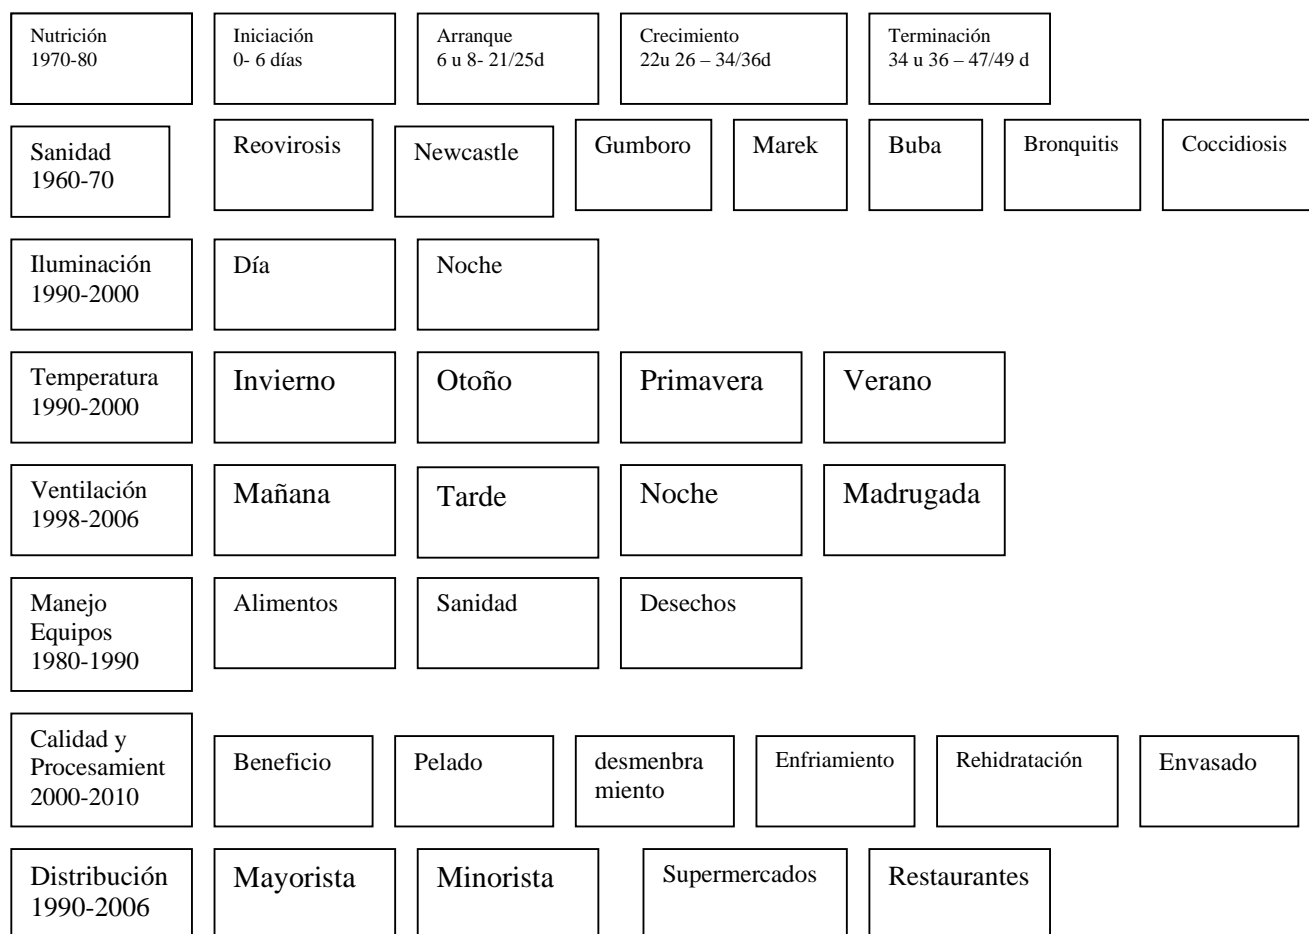 Nutrición
1970-80
Iniciación
0- 6 días
Arranque
6 u 8- 21/25d
Crecimiento
22u 26 – 34/36d
Terminación
34 u 36 – 47/49 d
Sanidad
1960-70
Reovirosis
Newcastle
Gumboro
Marek
Buba
Bronquitis
Coccidiosis
Iluminación
1990-2000
Día
Noche
Temperatura
1990-2000
Invierno
Otoño
Primavera
Verano
Ventilación
1998-2006
Mañana
Tarde
Noche
Madrugada
Manejo
Equipos
1980-1990
Alimentos
Sanidad
Desechos
Calidad y
Procesamient
2000-2010
Beneficio
Pelado
desmenbra
miento
Enfriamiento
Rehidratación
Envasado
Distribución
1990-2006
Mayorista
Minorista
Supermercados
Restaurantes